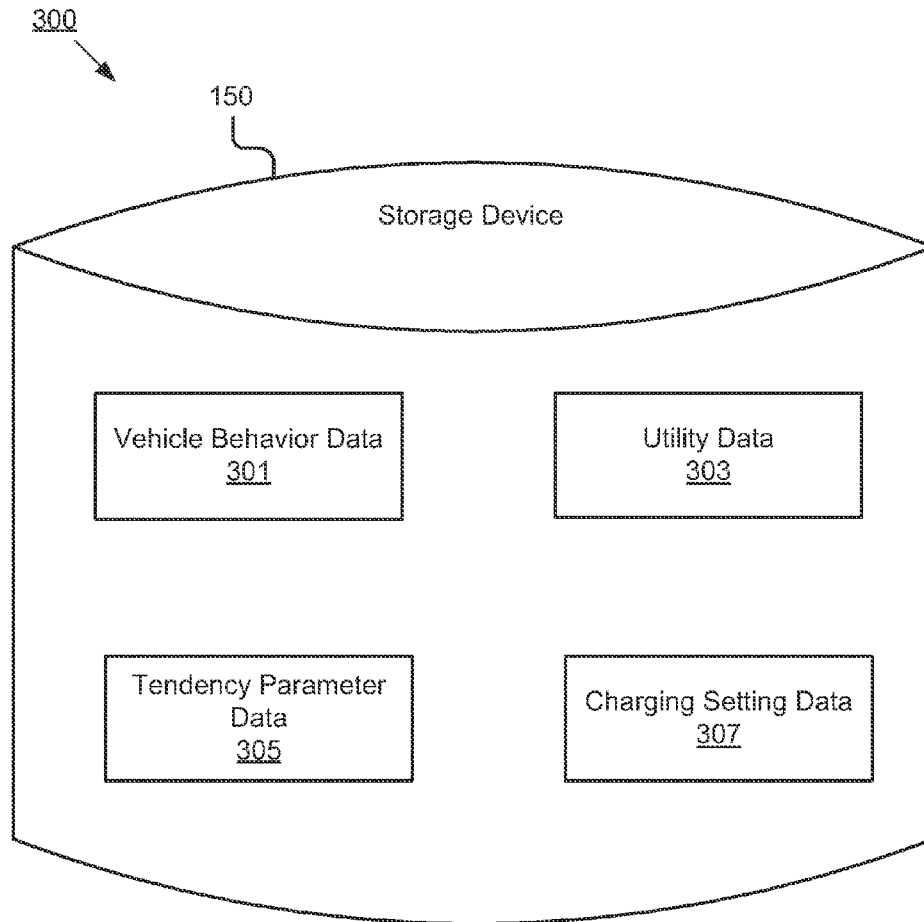 300
150
Storage Device
Vehicle Behavior Data
301
Utility Data
303
Tendency Parameter
Data
305
Charging Setting Data
307